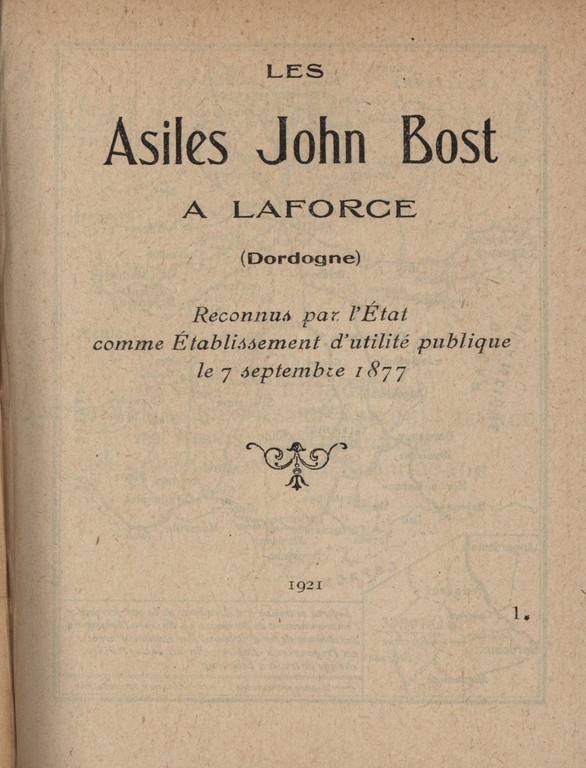 LES
Asiles John Bost
A LAFORCE
(Dordogne)
Reconnus par l'État
comme Établissement d'utilité publique
le 7 septembre 1877
1921
1.